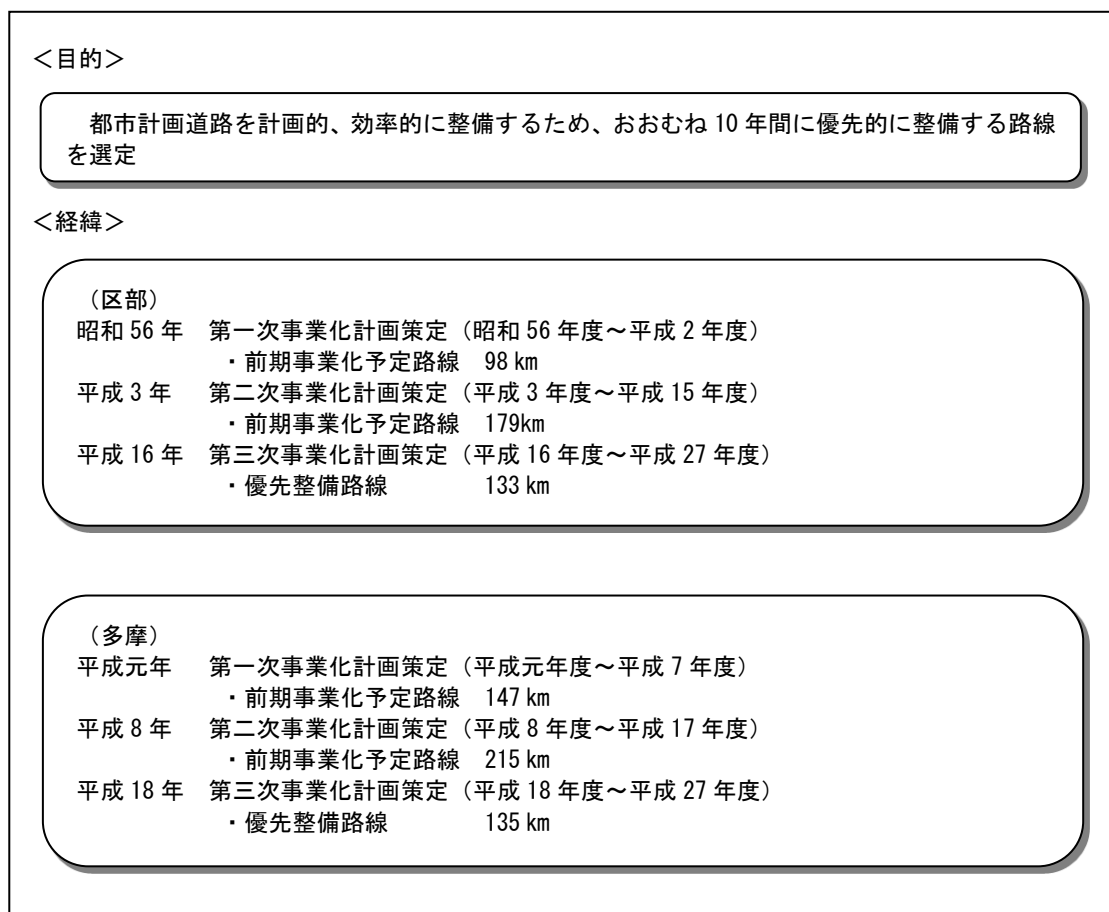 ＜目的＞
都市計画道路を計画的、効率的に整備するため、おおむね 10 年間に優先的に整備する路線
を選定
＜経緯＞
（区部）
昭和 56 年　第一次事業化計画策定（昭和 56 年度～平成 2 年度）
・前期事業化予定路線　98 km
平成 3 年　第二次事業化計画策定（平成 3 年度～平成 15 年度）
・前期事業化予定路線　179km
平成 16 年　第三次事業化計画策定（平成 16 年度～平成 27 年度）
・優先整備路線　133 km
（多摩）
平成元年　第一次事業化計画策定（平成元年度～平成 7 年度）
・前期事業化予定路線　147 km
平成 8 年　第二次事業化計画策定（平成 8 年度～平成 17 年度）
・前期事業化予定路線　215 km
平成 18 年　第三次事業化計画策定（平成 18 年度～平成 27 年度）
・優先整備路線　135 km